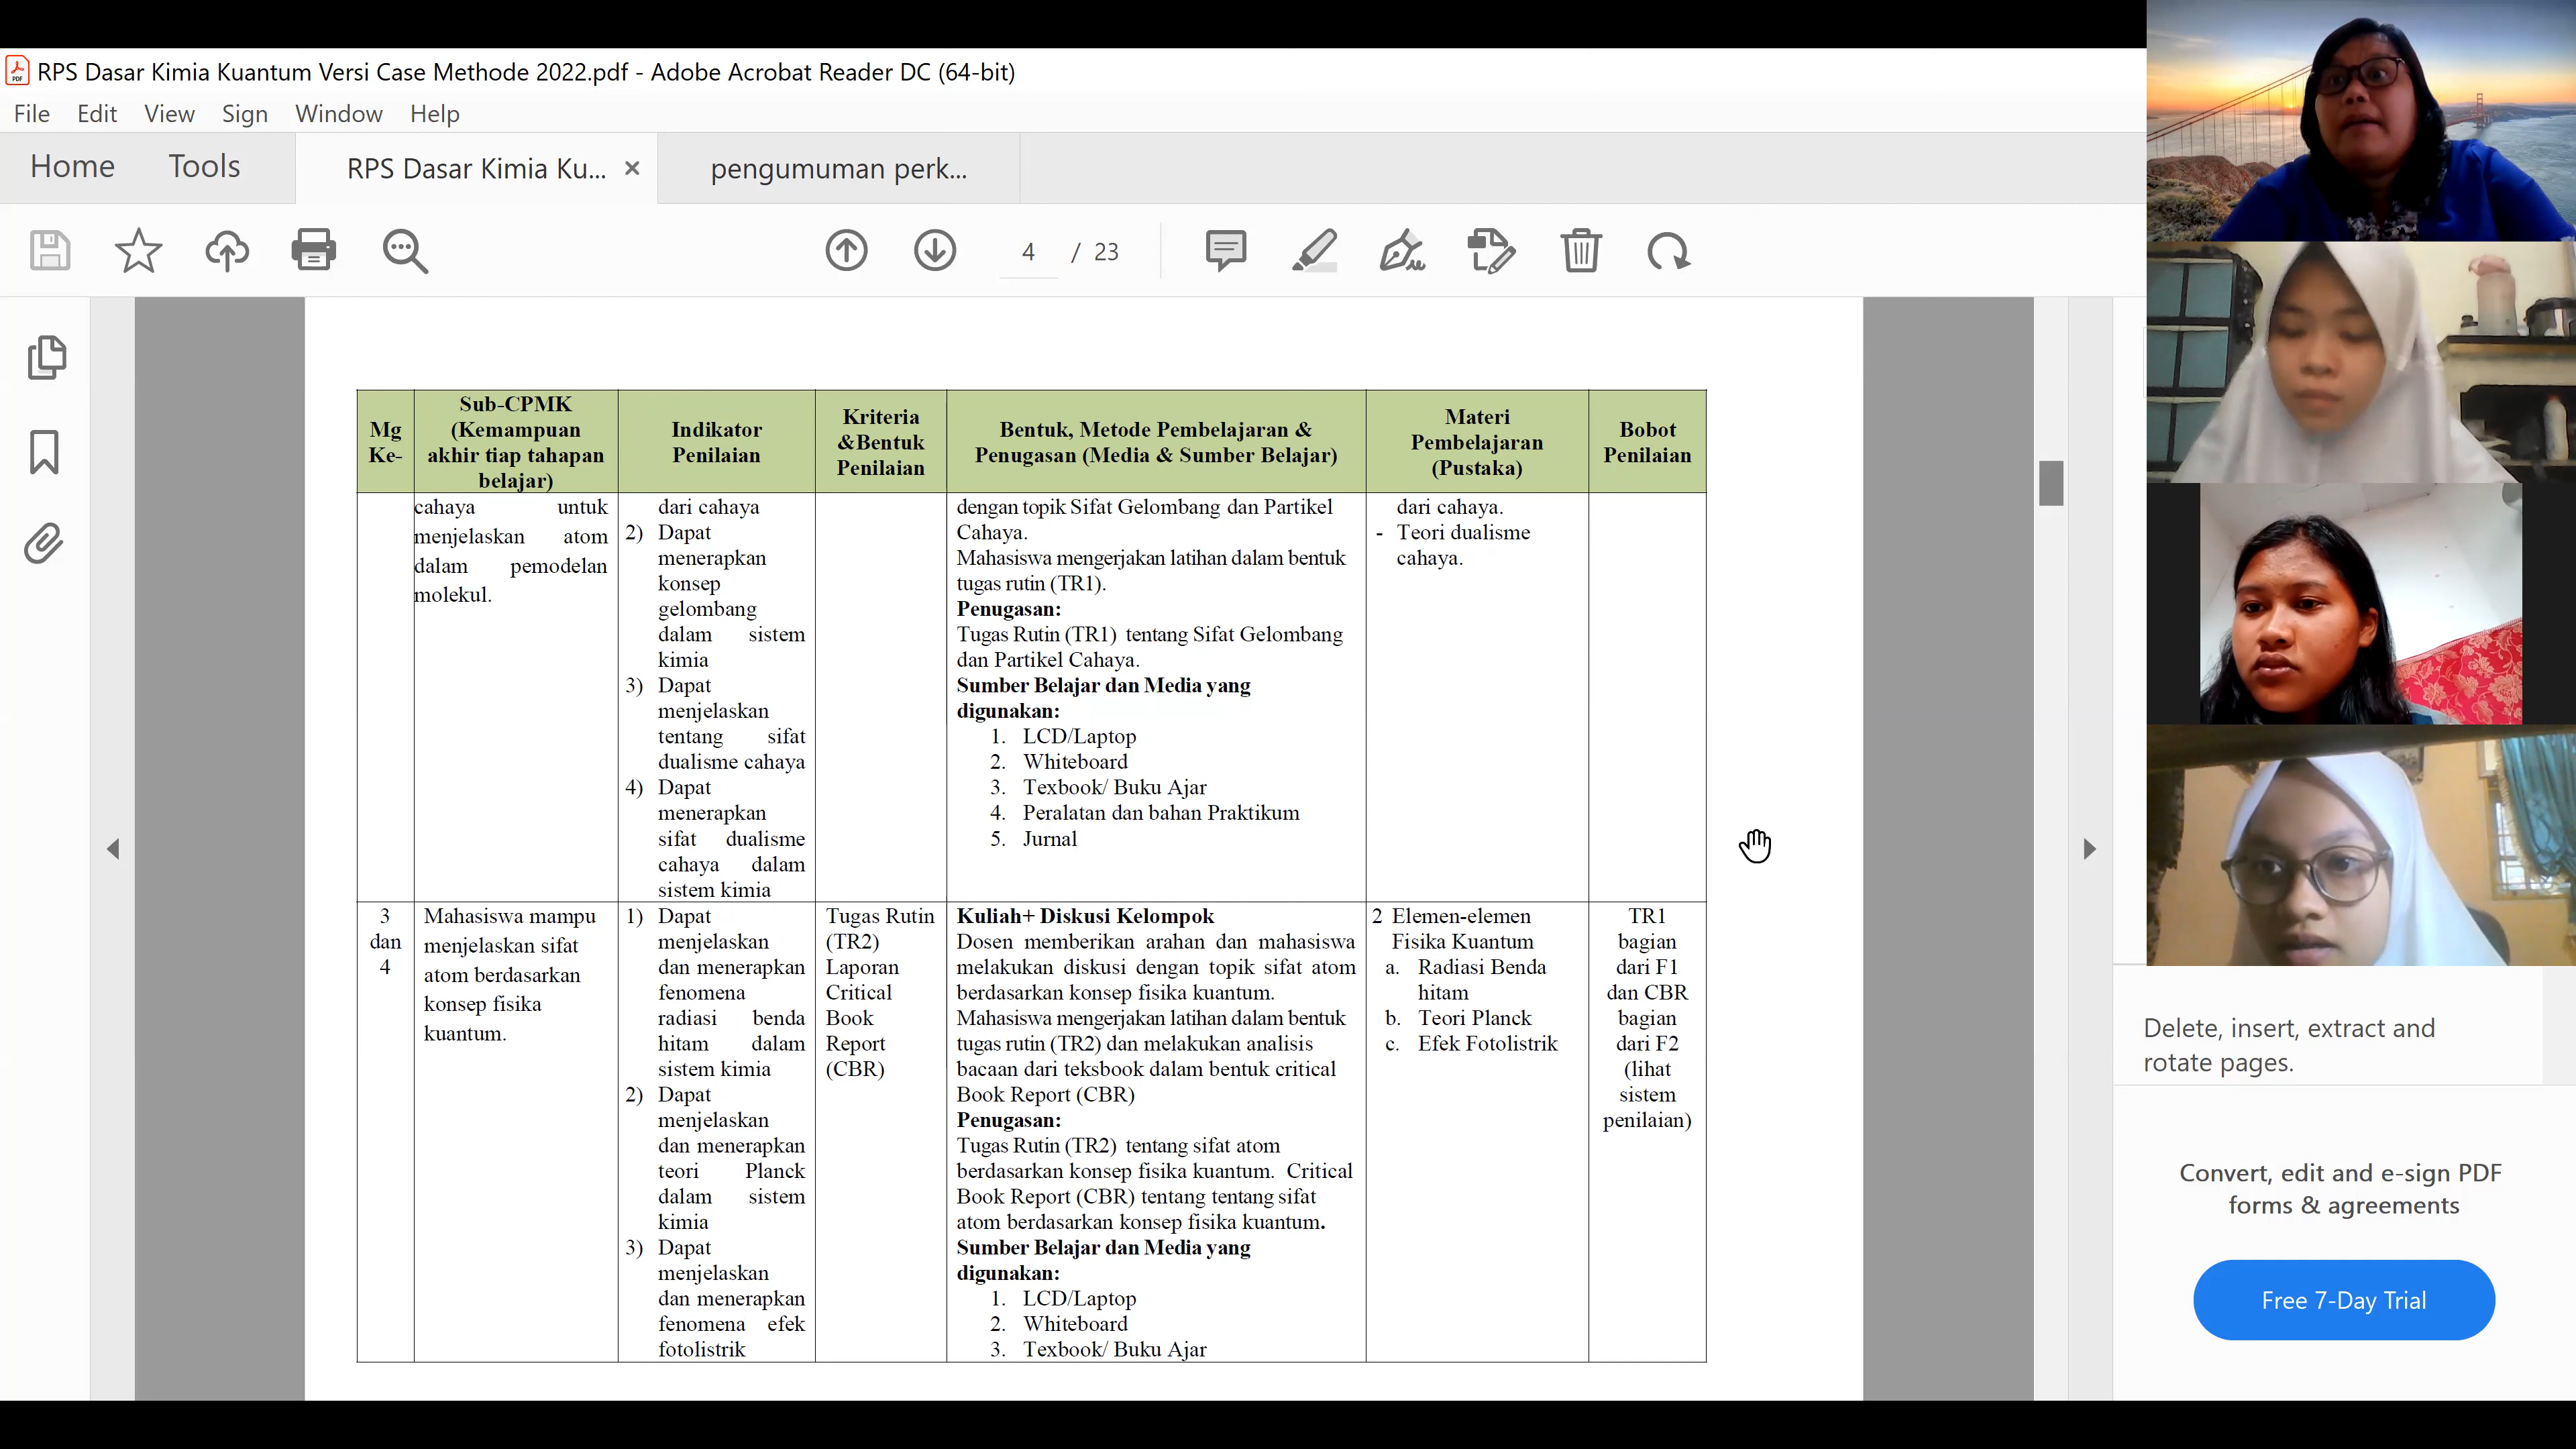 RPS Dasar Kimia Kuantum Versi Case Methode 2022.pdf - Adobe Acrobat Reader DC (64-bit)
File Edit View Sign Window Help
Home Tools RPS Dasar Kimia Ku... × pengumuman perk...
4 / 23
Mg
Ke-
Sub-CPMK
(Kemampuan
akhir tiap tahapan
belajar)
Indikator
Penilaian
Kriteria
&Bentuk
Penilaian
Bentuk, Metode Pembelajaran &
Penugasan (Media & Sumber Belajar)
Materi
Pembelajaran
(Pustaka)
Bobot
Penilaian
cahaya untuk
menjelaskan atom
dalam pemodelan
molekul.
dari cahaya
2) Dapat
menerapkan
konsep
gelombang
dalam sistem
kimia
3) Dapat
menjelaskan
tentang sifat
dualisme cahaya
4) Dapat
menerapkan
sifat dualisme
cahaya dalam
sistem kimia
dengan topik Sifat Gelombang dan Partikel
Cahaya.
Mahasiswa mengerjakan latihan dalam bentuk
tugas rutin (TR1).
Penugasan:
Tugas Rutin (TR1) tentang Sifat Gelombang
dan Partikel Cahaya.
Sumber Belajar dan Media yang
digunakan:
1. LCD/Laptop
2. Whiteboard
3. Texbook/ Buku Ajar
4. Peralatan dan bahan Praktikum
5. Jurnal
dari cahaya.
- Teori dualisme
cahaya.
3
dan
4
Mahasiswa mampu
menjelaskan sifat
atom berdasarkan
konsep fisika
kuantum.
1) Dapat
menjelaskan
dan menerapkan
fenomena
radiasi benda
hitam dalam
sistem kimia
2) Dapat
menjelaskan
dan menerapkan
teori Planck
dalam sistem
kimia
3) Dapat
menjelaskan
dan menerapkan
fenomena efek
fotolistrik
Tugas Rutin
(TR2)
Laporan
Critical
Book
Report
(CBR)
Kuliah+ Diskusi Kelompok
Dosen memberikan arahan dan mahasiswa
melakukan diskusi dengan topik sifat atom
berdasarkan konsep fisika kuantum.
Mahasiswa mengerjakan latihan dalam bentuk
tugas rutin (TR2) dan melakukan analisis
bacaan dari teksbook dalam bentuk critical
Book Report (CBR)
Penugasan:
Tugas Rutin (TR2) tentang sifat atom
berdasarkan konsep fisika kuantum. Critical
Book Report (CBR) tentang tentang sifat
atom berdasarkan konsep fisika kuantum.
Sumber Belajar dan Media yang
digunakan:
1. LCD/Laptop
2. Whiteboard
3. Texbook/ Buku Ajar
2 Elemen-elemen
Fisika Kuantum
a. Radiasi Benda
hitam
b. Teori Planck
c. Efek Fotolistrik
TR1
bagian
dari F1
dan CBR
bagian
dari F2
(lihat
sistem
penilaian)
Delete, insert, extract and
rotate pages.
Convert, edit and e-sign PDF
forms & agreements
Free 7-Day Trial